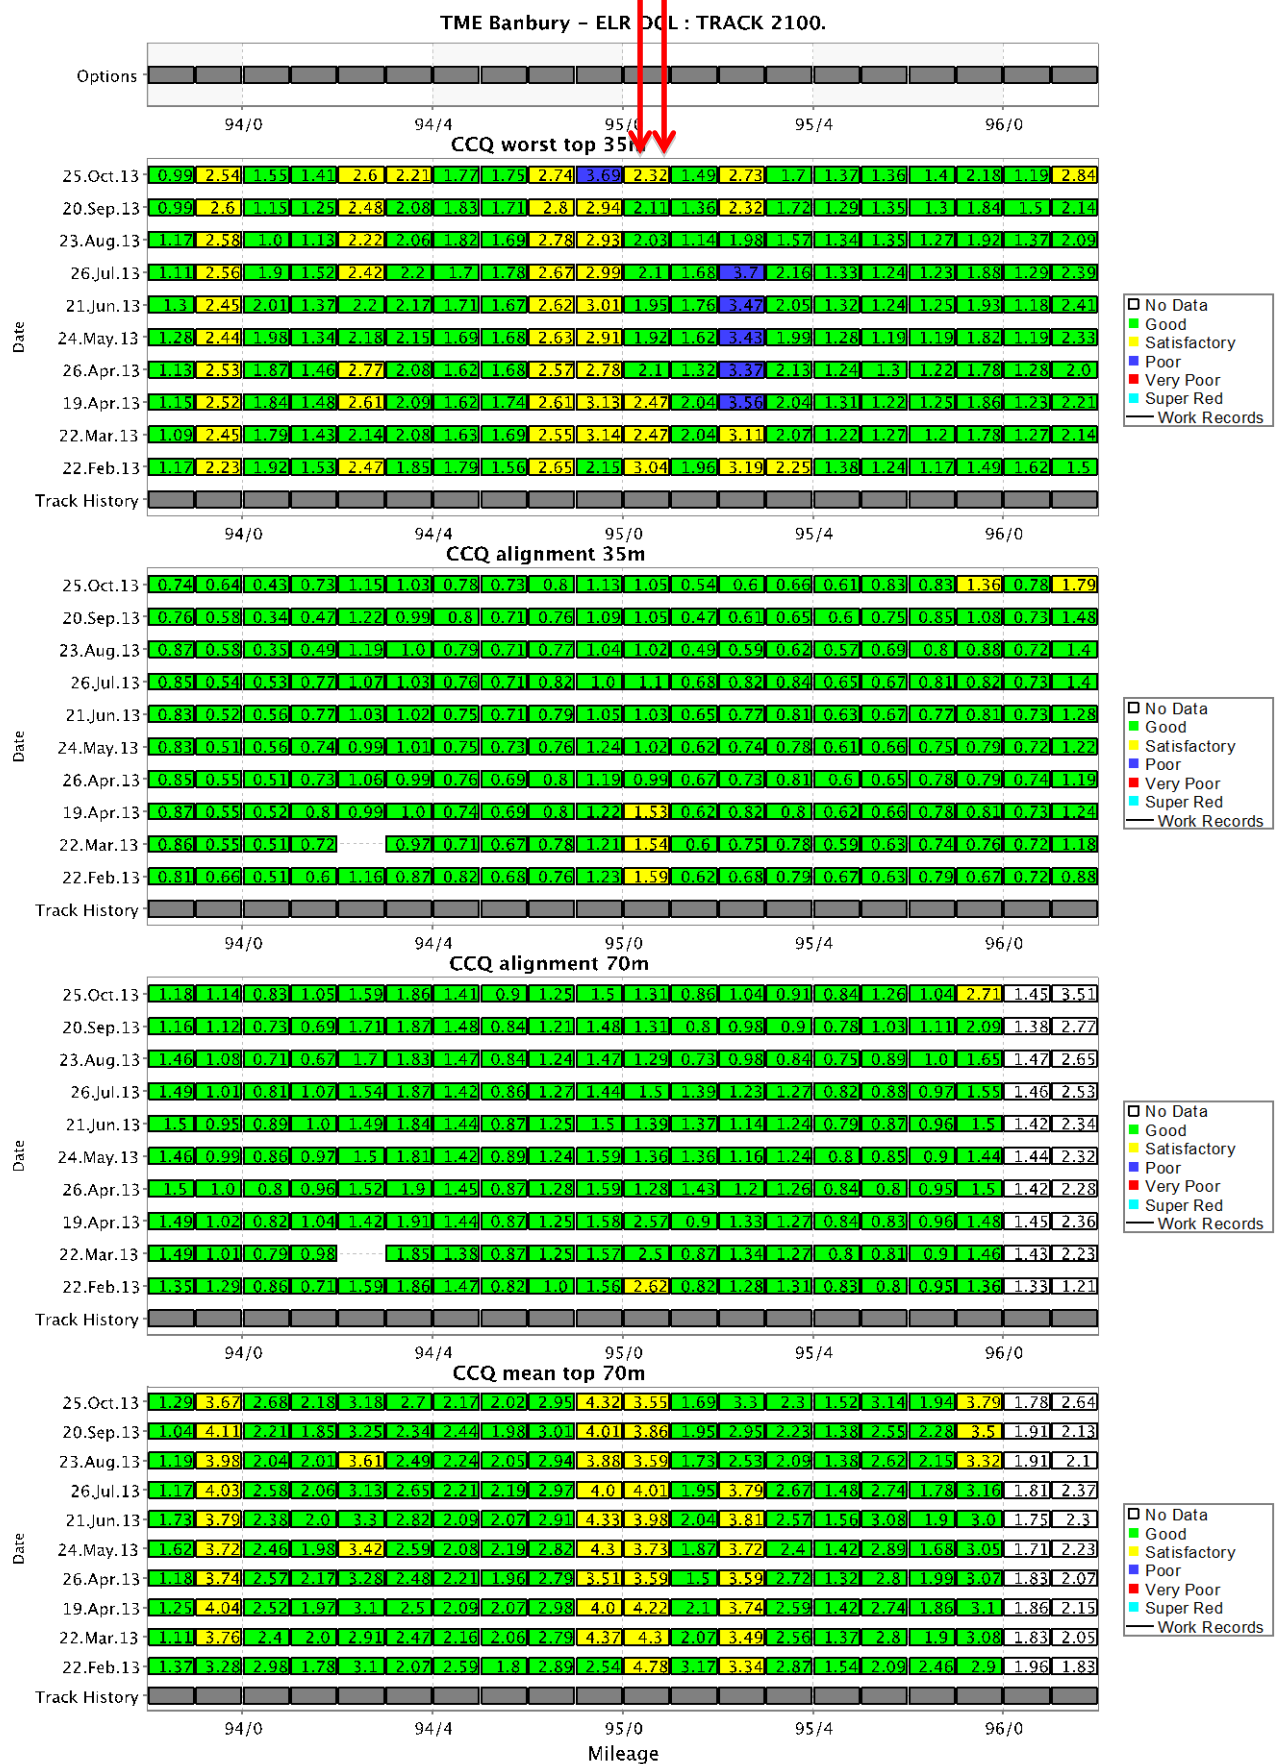 TME Banbury – ELR DCL : TRACK 2100.
Options
94/0 94/4 95/0 95/4 96/0
CCQ worst top 35m
25.Oct.13 0.99 2.54 1.55 1.41 2.6 2.21 1.77 1.75 2.74 3.69 2.32 1.49 2.73 1.7 1.37 1.36 1.4 2.18 1.19 2.84
20.Sep.13 0.99 2.6 1.15 1.25 2.48 2.08 1.83 1.71 2.8 2.94 2.11 1.36 2.32 1.72 1.29 1.35 1.3 1.84 1.5 2.14
23.Aug.13 1.17 2.58 1.0 1.13 2.22 2.06 1.82 1.69 2.78 2.93 2.03 1.14 1.98 1.57 1.34 1.35 1.27 1.92 1.37 2.09
26.Jul.13 1.11 2.56 1.9 1.52 2.42 2.2 1.7 1.78 2.67 2.99 2.1 1.68 3.7 2.16 1.33 1.24 1.23 1.88 1.29 2.39
21.Jun.13 1.3 2.45 2.01 1.37 2.2 2.17 1.71 1.67 2.62 3.01 1.95 1.76 3.47 2.05 1.32 1.24 1.25 1.93 1.18 2.41
24.May.13 1.28 2.44 1.98 1.34 2.18 2.15 1.69 1.68 2.63 2.91 1.92 1.62 3.43 1.99 1.28 1.19 1.19 1.82 1.19 2.33
26.Apr.13 1.13 2.53 1.87 1.46 2.77 2.08 1.62 1.68 2.57 2.78 2.1 1.32 3.37 2.13 1.24 1.3 1.22 1.78 1.28 2.0
19.Apr.13 1.15 2.52 1.84 1.48 2.61 2.09 1.62 1.74 2.61 3.13 2.47 2.04 3.56 2.04 1.31 1.22 1.25 1.86 1.23 2.21
22.Mar.13 1.09 2.45 1.79 1.43 2.14 2.08 1.63 1.69 2.55 3.14 2.47 2.04 3.11 2.07 1.22 1.27 1.2 1.78 1.27 2.14
22.Feb.13 1.17 2.23 1.92 1.53 2.47 1.85 1.79 1.56 2.65 2.15 3.04 1.96 3.19 2.25 1.38 1.24 1.17 1.49 1.62 1.5
Track History
94/0 94/4 95/0 95/4 96/0
Date
No Data
Good
Satisfactory
Poor
Very Poor
Super Red
Work Records
CCQ alignment 35m
25.Oct.13 0.74 0.64 0.43 0.73 1.15 1.03 0.78 0.73 0.8 1.13 1.05 0.54 0.6 0.66 0.61 0.83 0.83 1.36 0.78 1.79
20.Sep.13 0.76 0.58 0.34 0.47 1.22 0.99 0.8 0.71 0.76 1.09 1.05 0.47 0.61 0.65 0.6 0.75 0.85 1.08 0.73 1.48
23.Aug.13 0.87 0.58 0.35 0.49 1.19 1.0 0.79 0.71 0.77 1.04 1.02 0.49 0.59 0.62 0.57 0.69 0.8 0.88 0.72 1.4
26.Jul.13 0.85 0.54 0.53 0.77 1.07 1.03 0.76 0.71 0.82 1.0 1.1 0.68 0.82 0.84 0.65 0.67 0.81 0.82 0.73 1.4
21.Jun.13 0.83 0.52 0.56 0.77 1.03 1.02 0.75 0.71 0.79 1.05 1.03 0.65 0.77 0.81 0.63 0.67 0.77 0.81 0.73 1.28
24.May.13 0.83 0.51 0.56 0.74 0.99 1.01 0.75 0.73 0.76 1.24 1.02 0.62 0.74 0.78 0.61 0.66 0.75 0.79 0.72 1.22
26.Apr.13 0.85 0.55 0.51 0.73 1.06 0.99 0.76 0.69 0.8 1.19 0.99 0.67 0.73 0.81 0.6 0.65 0.78 0.79 0.74 1.19
19.Apr.13 0.87 0.55 0.52 0.8 0.99 1.0 0.74 0.69 0.8 1.22 1.53 0.62 0.82 0.8 0.62 0.66 0.78 0.81 0.73 1.24
22.Mar.13 0.86 0.55 0.51 0.72 0.97 0.71 0.67 0.78 1.21 1.54 0.6 0.75 0.78 0.59 0.63 0.74 0.76 0.72 1.18
22.Feb.13 0.81 0.66 0.51 0.6 1.16 0.87 0.82 0.68 0.76 1.23 1.59 0.62 0.68 0.79 0.67 0.63 0.79 0.67 0.72 0.88
Track History
94/0 94/4 95/0 95/4 96/0
Date
No Data
Good
Satisfactory
Poor
Very Poor
Super Red
Work Records
CCQ alignment 70m
25.Oct.13 1.18 1.14 0.83 1.05 1.59 1.86 1.41 0.9 1.25 1.5 1.31 0.86 1.04 0.91 0.84 1.26 1.04 2.71 1.45 3.51
20.Sep.13 1.16 1.12 0.73 0.69 1.71 1.87 1.48 0.84 1.21 1.48 1.31 0.8 0.98 0.9 0.78 1.03 1.11 2.09 1.38 2.77
23.Aug.13 1.46 1.08 0.71 0.67 1.7 1.83 1.47 0.84 1.24 1.47 1.29 0.73 0.98 0.84 0.75 0.89 1.0 1.65 1.47 2.65
26.Jul.13 1.49 1.01 0.81 1.07 1.54 1.87 1.42 0.86 1.27 1.44 1.5 1.39 1.23 1.27 0.82 0.88 0.97 1.55 1.46 2.53
21.Jun.13 1.5 0.95 0.89 1.0 1.49 1.84 1.44 0.87 1.25 1.5 1.39 1.37 1.14 1.24 0.79 0.87 0.96 1.5 1.42 2.34
24.May.13 1.46 0.99 0.86 0.97 1.5 1.81 1.42 0.89 1.24 1.59 1.36 1.36 1.16 1.24 0.8 0.85 0.9 1.44 1.44 2.32
26.Apr.13 1.5 1.0 0.8 0.96 1.52 1.9 1.45 0.87 1.28 1.59 1.28 1.43 1.2 1.26 0.84 0.8 0.95 1.5 1.42 2.28
19.Apr.13 1.49 1.02 0.82 1.04 1.42 1.91 1.44 0.87 1.25 1.58 2.57 0.9 1.33 1.27 0.84 0.83 0.96 1.48 1.45 2.36
22.Mar.13 1.49 1.01 0.79 0.98 1.85 1.38 0.87 1.25 1.57 2.5 0.87 1.34 1.27 0.8 0.81 0.9 1.46 1.43 2.23
22.Feb.13 1.35 1.29 0.86 0.71 1.59 1.86 1.47 0.82 1.0 1.56 2.62 0.82 1.28 1.31 0.83 0.8 0.95 1.36 1.33 1.21
Track History
94/0 94/4 95/0 95/4 96/0
Date
No Data
Good
Satisfactory
Poor
Very Poor
Super Red
Work Records
CCQ mean top 70m
25.Oct.13 1.29 3.67 2.68 2.18 3.18 2.7 2.17 2.02 2.95 4.32 3.55 1.69 3.3 2.3 1.52 3.14 1.94 3.79 1.78 2.64
20.Sep.13 1.04 4.11 2.21 1.85 3.25 2.34 2.44 1.98 3.01 4.01 3.86 1.95 2.95 2.23 1.38 2.55 2.28 3.5 1.91 2.13
23.Aug.13 1.19 3.98 2.04 2.01 3.61 2.49 2.24 2.05 2.94 3.88 3.59 1.73 2.53 2.09 1.38 2.62 2.15 3.32 1.91 2.1
26.Jul.13 1.17 4.03 2.58 2.06 3.13 2.65 2.21 2.19 2.97 4.0 4.01 1.95 3.79 2.67 1.48 2.74 1.78 3.16 1.81 2.37
21.Jun.13 1.73 3.79 2.38 2.0 3.3 2.82 2.09 2.07 2.91 4.33 3.98 2.04 3.81 2.57 1.56 3.08 1.9 3.0 1.75 2.3
24.May.13 1.62 3.72 2.46 1.98 3.42 2.59 2.08 2.19 2.82 4.3 3.73 1.87 3.72 2.4 1.42 2.89 1.68 3.05 1.71 2.23
26.Apr.13 1.18 3.74 2.57 2.17 3.28 2.48 2.21 1.96 2.79 3.51 3.59 1.5 3.59 2.72 1.32 2.8 1.99 3.07 1.83 2.07
19.Apr.13 1.25 4.04 2.52 1.97 3.1 2.5 2.09 2.07 2.98 4.0 4.22 2.1 3.74 2.59 1.42 2.74 1.86 3.1 1.86 2.15
22.Mar.13 1.11 3.76 2.4 2.0 2.91 2.47 2.16 2.06 2.79 4.37 4.3 2.07 3.49 2.56 1.37 2.8 1.9 3.08 1.83 2.05
22.Feb.13 1.37 3.28 2.98 1.78 3.1 2.07 2.59 1.8 2.89 2.54 4.78 3.17 3.34 2.87 1.54 2.09 2.46 2.9 1.96 1.83
Track History
94/0 94/4 95/0 95/4 96/0
Mileage
Date
No Data
Good
Satisfactory
Poor
Very Poor
Super Red
Work Records